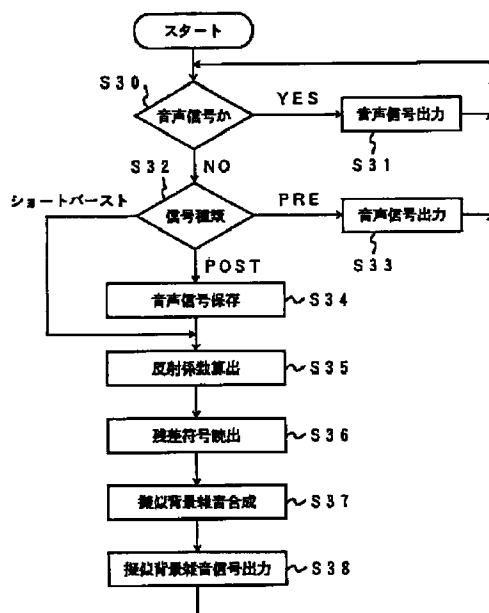 スタート
S30
音声信号か
YES
音声信号出力
S31
S32
NO
ショートバースト
信号種類
PRE
音声信号出力
S33
POST
音声信号保存
S34
反射係数算出
S35
残差符号読出
S36
擬似背景雑音合成
S37
擬似背景雑音信号出力
S38